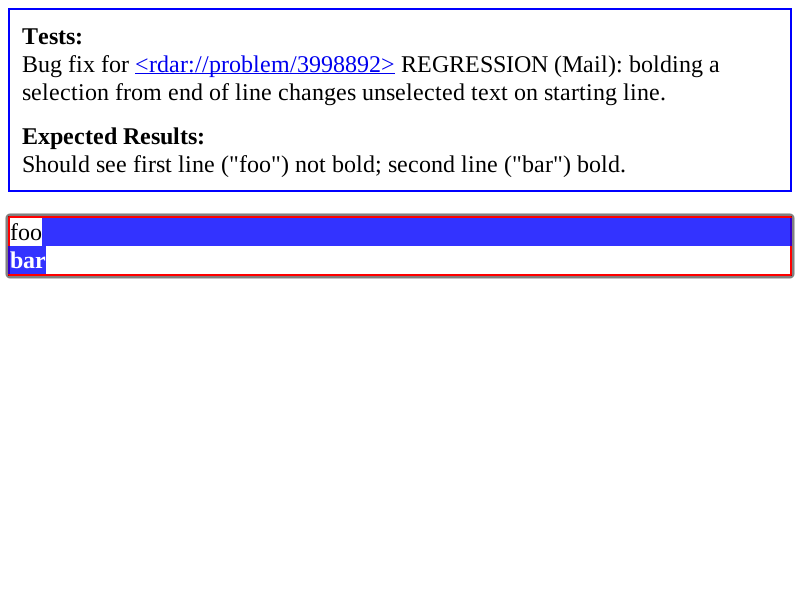 Tests:
Bug fix for <rdar://problem/3998892> REGRESSION (Mail): bolding a
selection from end of line changes unselected text on starting line.
Expected Results:
Should see first line ("foo") not bold; second line ("bar") bold.
foo
bar